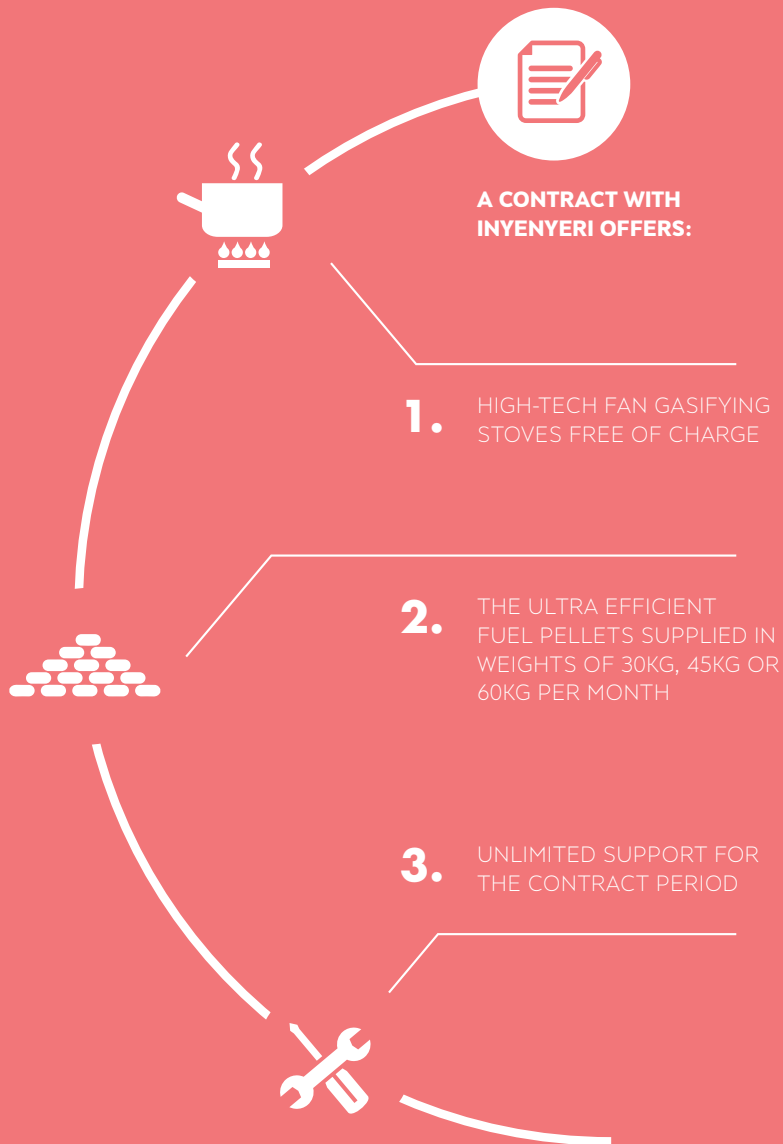 A CONTRACT WITH
INYENYERI OFFERS:
1. HIGH-TECH FAN GASIFYING
STOVES FREE OF CHARGE
2. THE ULTRA EFFICIENT
FUEL PELLETS SUPPLIED IN
WEIGHTS OF 30KG, 45KG OR
60KG PER MONTH
3. UNLIMITED SUPPORT FOR
THE CONTRACT PERIOD